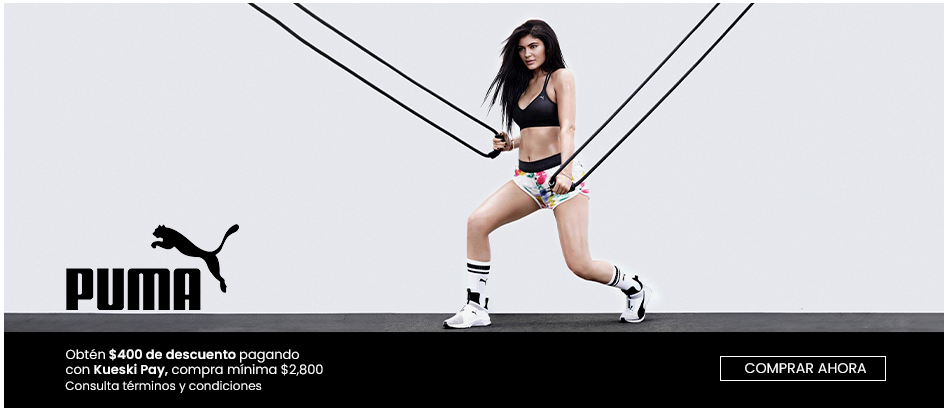 PUMA
Obtén $400 de descuento pagando
con Kueski Pay, compra mínima $2,800
Consulta términos y condiciones
COMPRAR AHORA